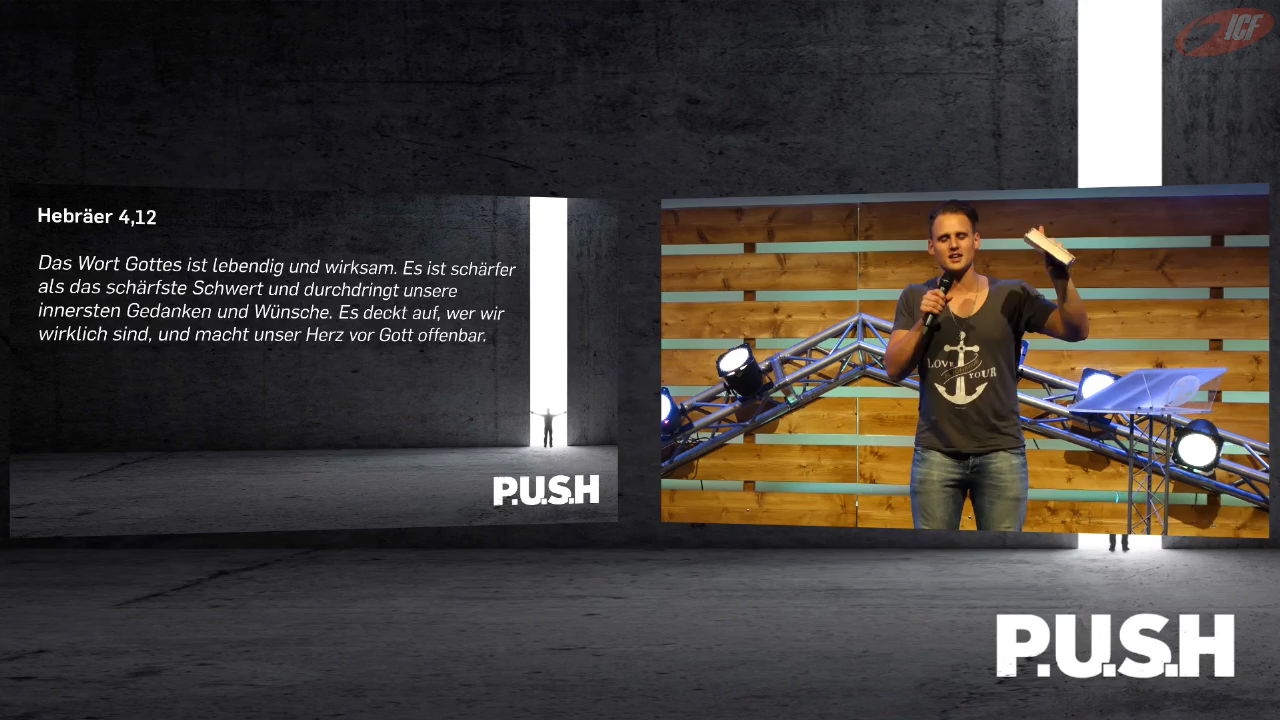 ICF
Hebräer 4,12
Das Wort Gottes ist lebendig und wirksam. Es ist schärfer
als das schärfste Schwert und durchdringt unsere
innersten Gedanken und Wünsche. Es deckt auf, wer wir
wirklich sind, und macht unser Herz vor Gott offenbar.
P.U.S.H
LOVE
YOUR
P.U.S.H